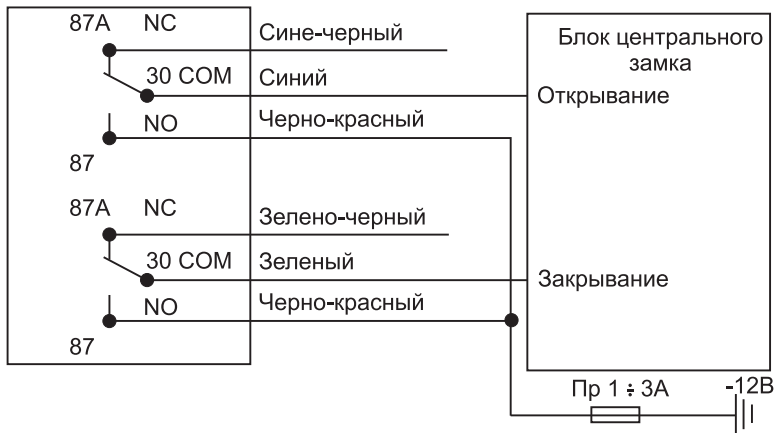 87A NC
Сине-черный
30 COM
Синий
NO
Черно-красный
87
87A NC
Зелено-черный
30 COM
Зеленый
NO
Черно-красный
87
Блок центрального
замка
Открывание
Закрывание
Пр 1 ÷ 3А
-12В